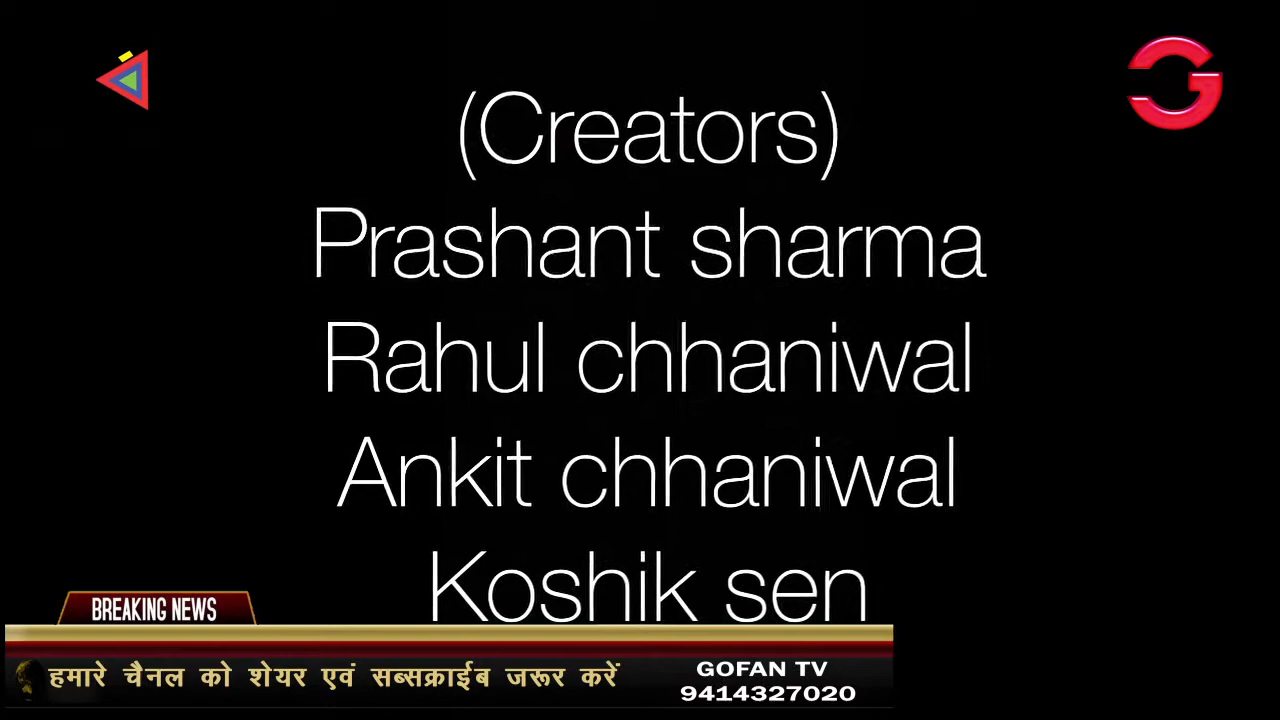 (Creators)
Prashant sharma
Rahul chhaniwal
Ankit chhaniwal
Koshik sen
BREAKING NEWS
हमारे चैनल को शेयर एवं सब्सक्राईब जरूर करें
GOFAN TV
9414327020